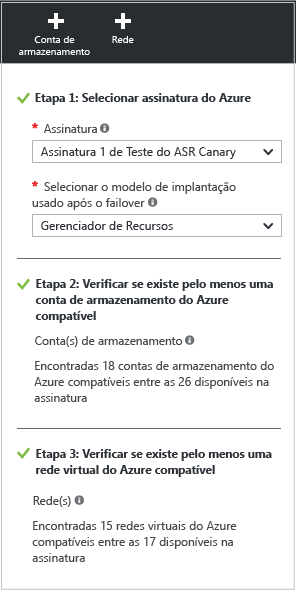 Conta de
armazenamento
Rede
Etapa 1: Selecionar assinatura do Azure
* Assinatura
Assinatura 1 de Teste do ASR Canary
* Selecionar o modelo de implantação
usado após o failover
Gerenciador de Recursos
Etapa 2: Verificar se existe pelo menos uma
conta de armazenamento do Azure
compatível
Conta(s) de armazenamento
Encontradas 18 contas de armazenamento do
Azure compatíveis entre as 26 disponíveis na
assinatura
Etapa 3: Verificar se existe pelo menos uma
rede virtual do Azure compatível
Rede(s)
Encontradas 15 redes virtuais do Azure
compatíveis entre as 17 disponíveis na
assinatura